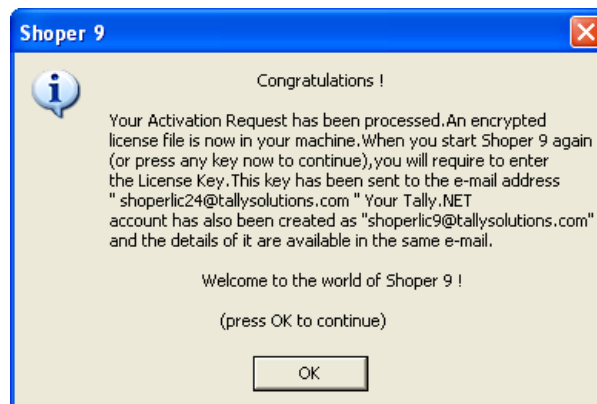 Shoper 9
Congratulations !
Your Activation Request has been processed.An encrypted
license file is now in your machine.When you start Shoper 9 again
(or press any key now to continue),you will require to enter
the License Key.This key has been sent to the e-mail address
" shoperlic24@tallysolutions.com " Your Tally.NET
account has also been created as "shoperlic9@tallysolutions.com"
and the details of it are available in the same e-mail.
Welcome to the world of Shoper 9 !
(press OK to continue)
OK